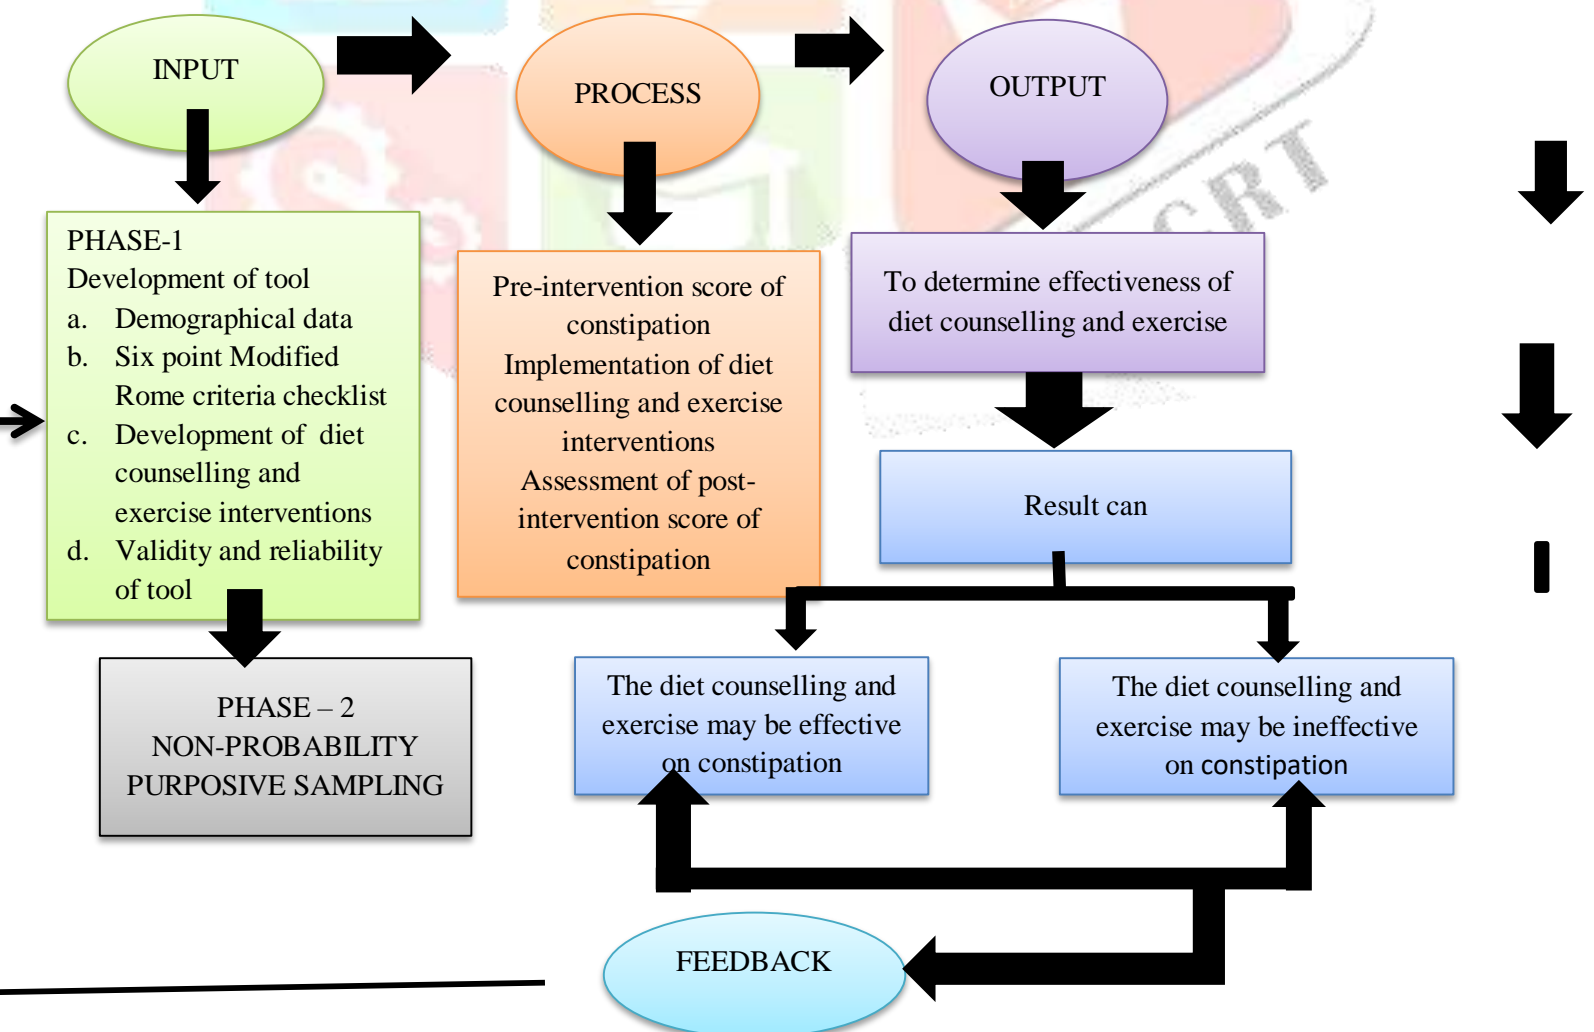 INPUT
PROCESS
OUTPUT
PHASE-1
Development of tool
a. Demographical data
b. Six point Modified
Rome criteria checklist
c. Development of diet
counselling and
exercise interventions
d. Validity and reliability
of tool
PHASE – 2
NON-PROBABILITY
PURPOSIVE SAMPLING
Pre-intervention score of
constipation
Implementation of diet
counselling and exercise
interventions
Assessment of post-
intervention score of
constipation
To determine effectiveness of
diet counselling and exercise
Result can
The diet counselling and
exercise may be effective
on constipation
The diet counselling and
exercise may be ineffective
on constipation
FEEDBACK
CRT